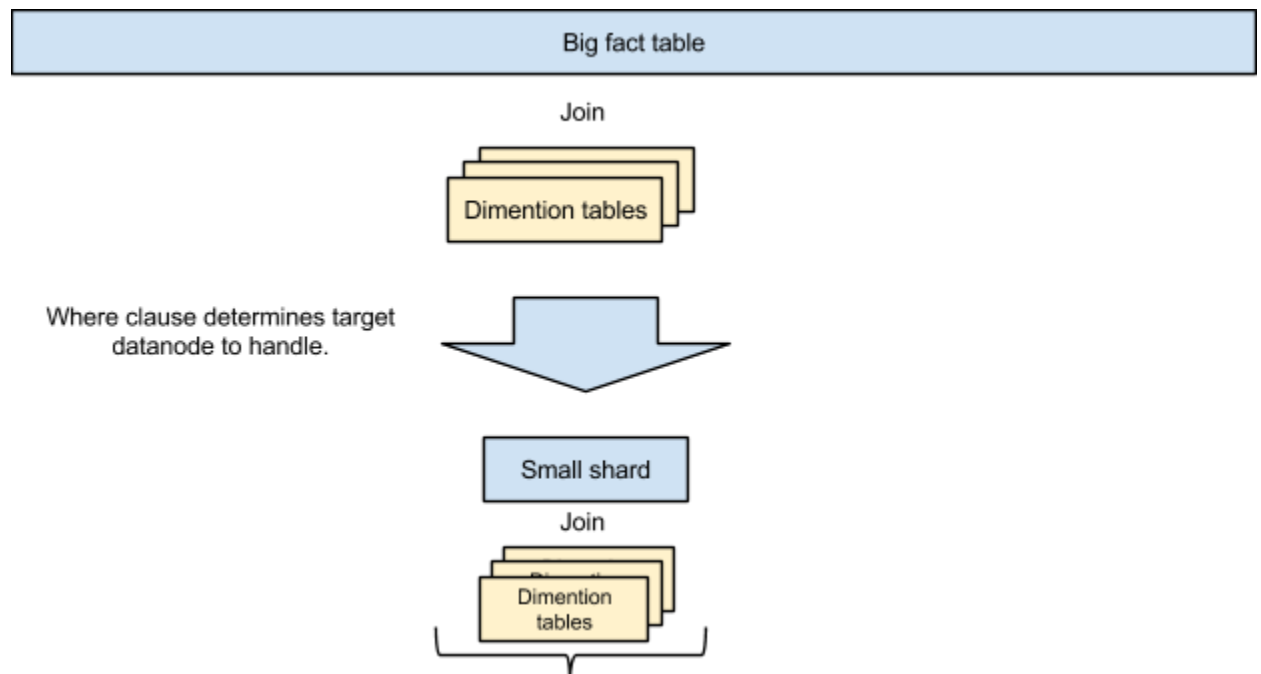 Big fact table
Join
Dimention tables
Where clause determines target
datanode to handle.
Small shard
Join
Dimention
tables